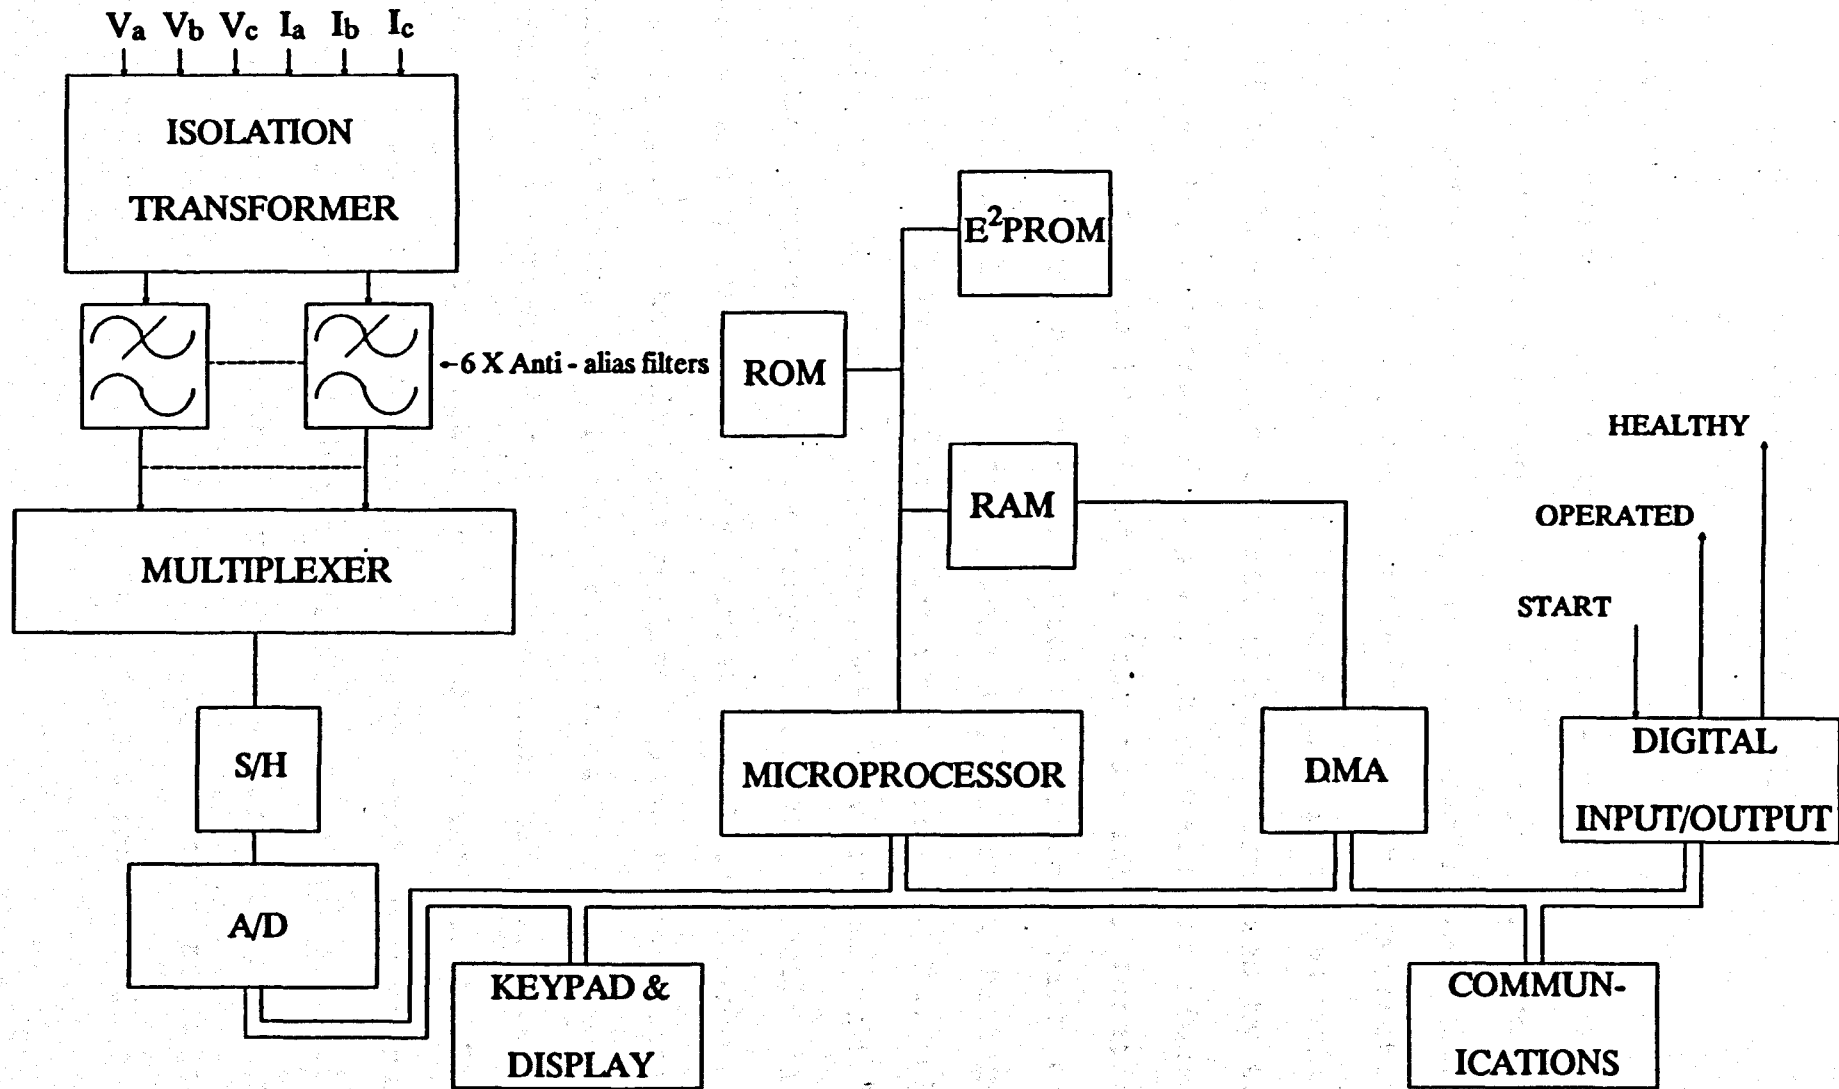 Va Vb Vc Ia Ib Ic
ISOLATION
TRANSFORMER
6 X Anti - alias filters
MULTIPLEXER
S/H
A/D
E²PROM
ROM
RAM
MICROPROCESSOR
DMA
HEALTHY
OPERATED
START
DIGITAL
INPUT/OUTPUT
KEYPAD &
DISPLAY
COMMUN-
ICATIONS